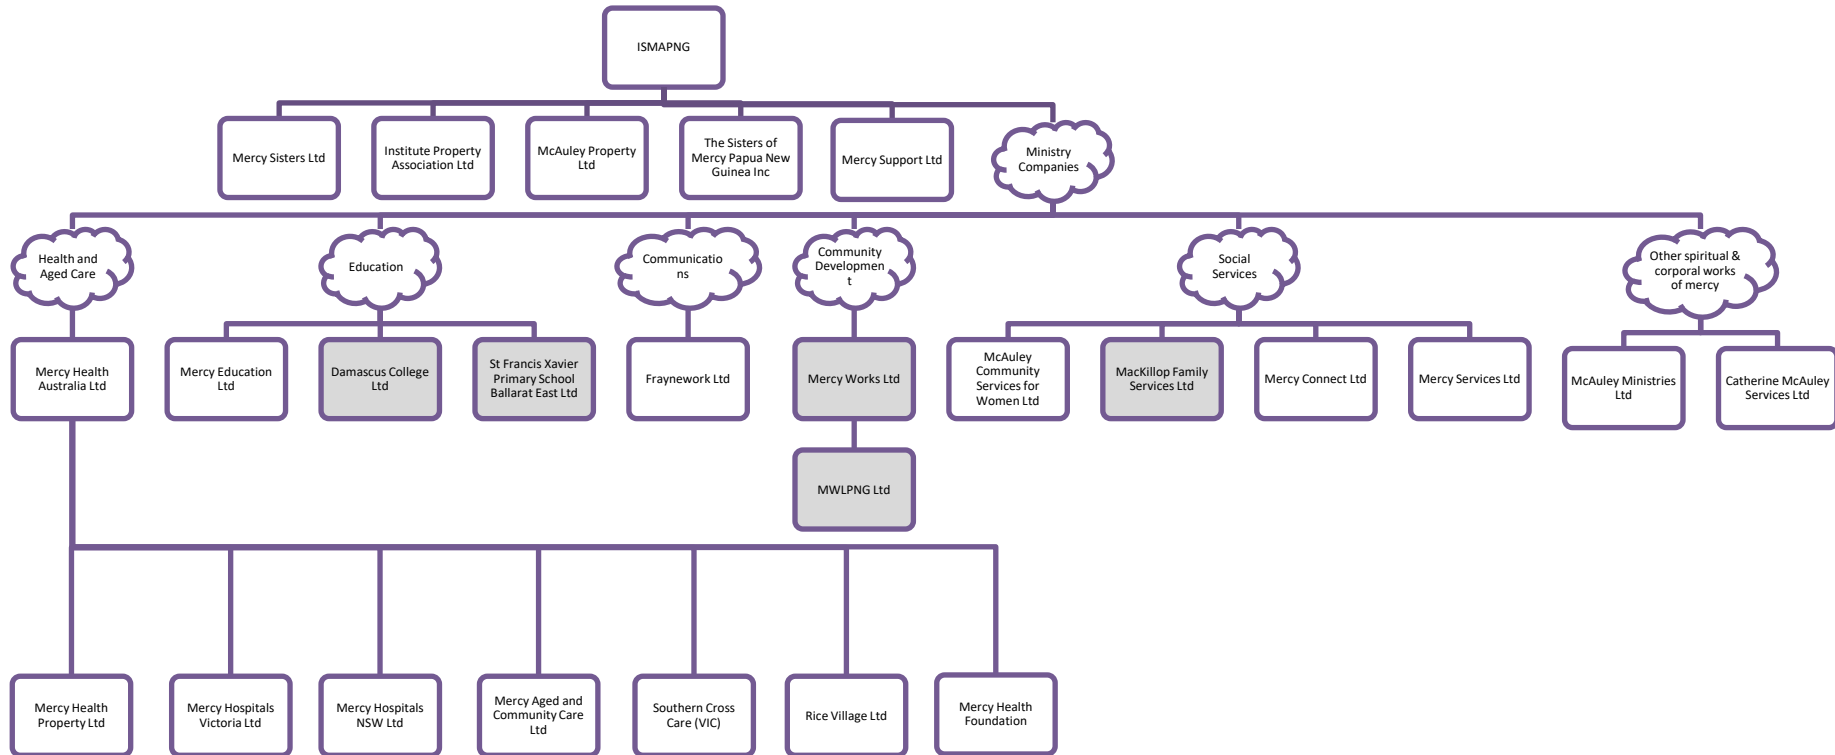 ISMAPNG
Mercy Sisters Ltd
Institute Property
Association Ltd
McAuley Property
Ltd
The Sisters of
Mercy Papua New
Guinea Inc
Mercy Support Ltd
Ministry
Companies
Health and
Aged Care
Education
Communicatio
ns
Community
Developmen
t
Social
Services
Other spiritual &
corporal works
of mercy
Mercy Health
Australia Ltd
Mercy Education
Ltd
Damascus College
Ltd
St Francis Xavier
Primary School
Ballarat East Ltd
Fraynework Ltd
Mercy Works Ltd
McAuley
Community
Services for
Women Ltd
MacKillop Family
Services Ltd
Mercy Connect Ltd
Mercy Services Ltd
McAuley Ministries
Ltd
Catherine McAuley
Services Ltd
MWLPNG Ltd
Mercy Health
Property Ltd
Mercy Hospitals
Victoria Ltd
Mercy Hospitals
NSW Ltd
Mercy Aged and
Community Care
Ltd
Southern Cross
Care (VIC)
Rice Village Ltd
Mercy Health
Foundation